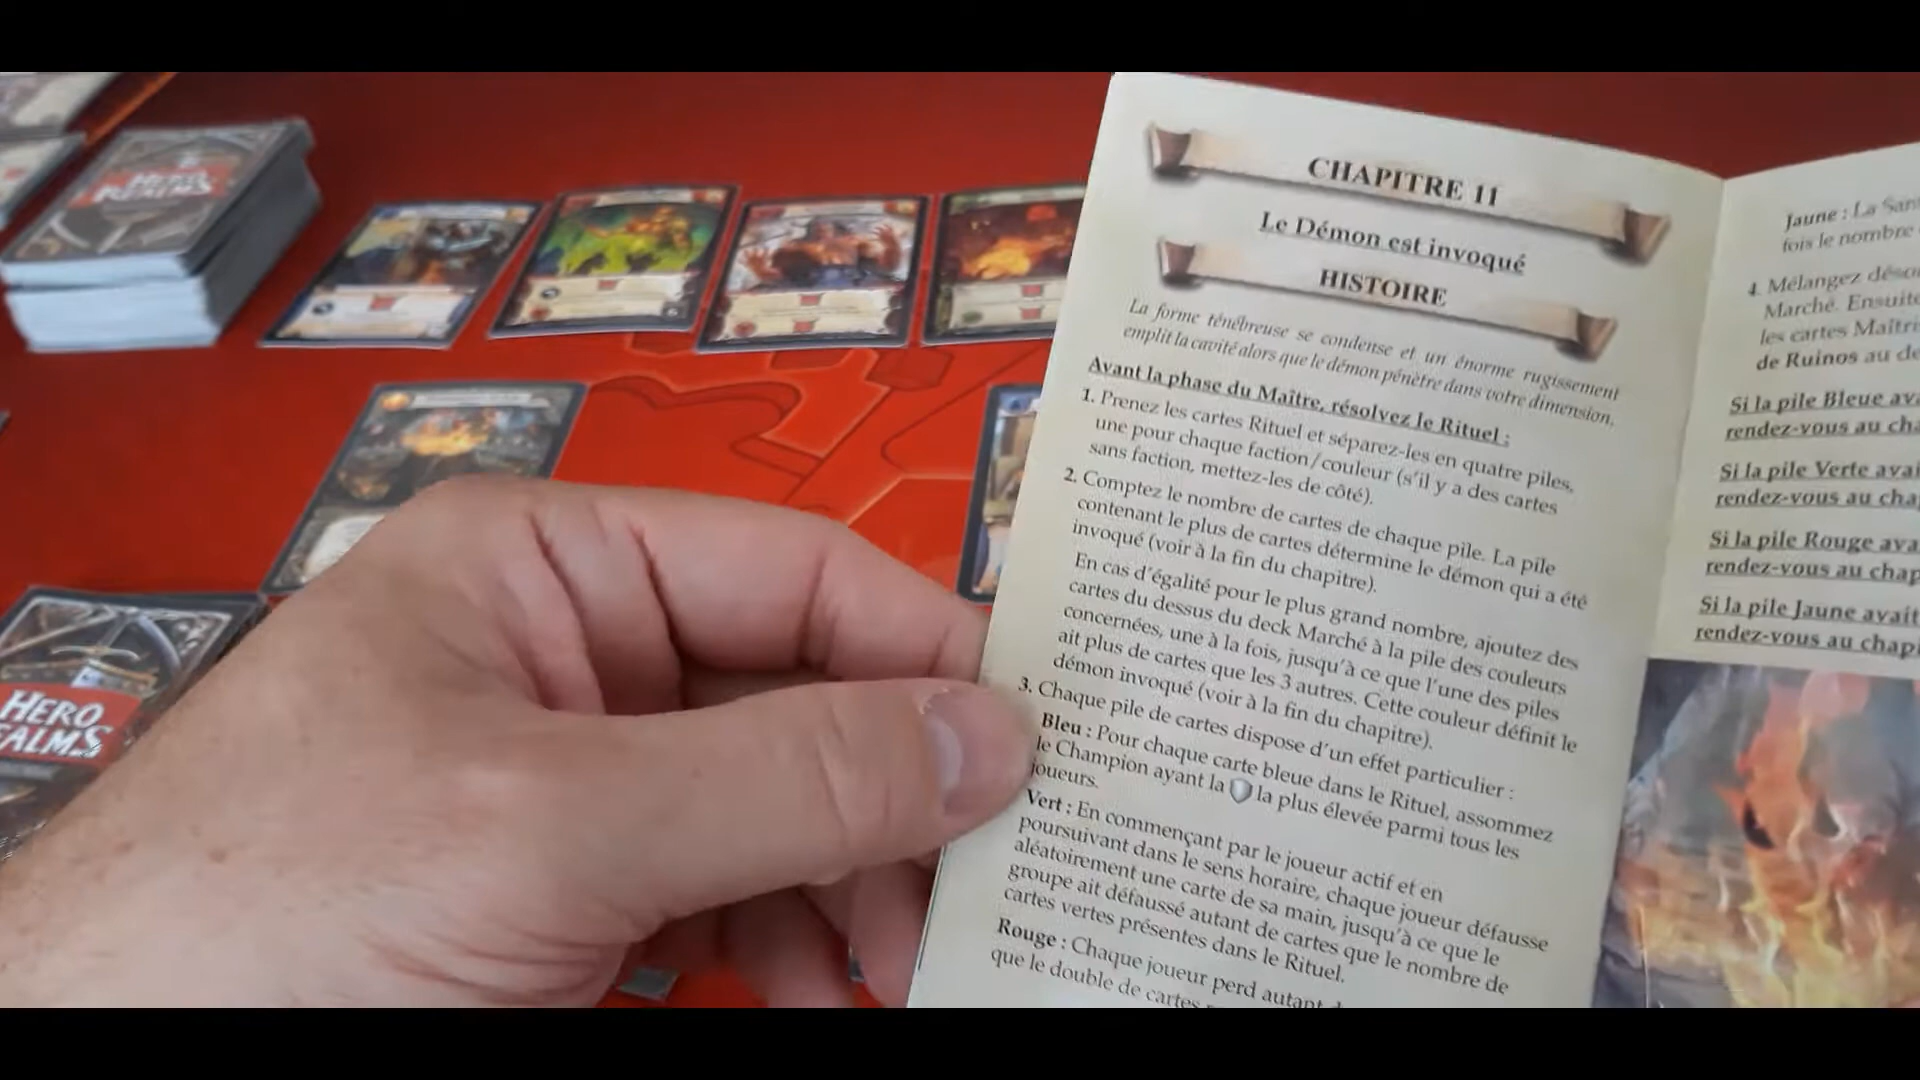 HERO
REALMS
HERO
REALMS
CHAPITRE 11
Le Démon est invoqué
HISTOIRE
La forme ténébreuse se condense et un énorme rugissement
emplit la cavité alors que le démon pénètre dans votre dimension.
Avant la phase du Maître, résolvez le Rituel :
1. Prenez les cartes Rituel et séparez-les en quatre piles,
une pour chaque faction/couleur (s'il y a des cartes
sans faction, mettez-les de côté).
2. Comptez le nombre de cartes de chaque pile. La pile
contenant le plus de cartes détermine le démon qui a été
invoqué (voir à la fin du chapitre).
En cas d'égalité pour le plus grand nombre, ajoutez des
cartes du dessus du deck Marché à la pile des couleurs
concernées, une à la fois, jusqu'à ce que l'une des piles
ait plus de cartes que les 3 autres. Cette couleur définit le
démon invoqué (voir à la fin du chapitre).
3. Chaque pile de cartes dispose d'un effet particulier :
Bleu : Pour chaque carte bleue dans le Rituel, assommez
le Champion ayant la la plus élevée parmi tous les
joueurs.
Vert : En commençant par le joueur actif et en
poursuivant dans le sens horaire, chaque joueur défausse
aléatoirement une carte de sa main, jusqu'à ce que le
groupe ait défaussé autant de cartes que le nombre de
cartes vertes présentes dans le Rituel.
Rouge : Chaque joueur perd autant
que le double de cartes
Jaune : La
fois le nombre
4. Mélangez
Marché. Ensuite
les cartes
de Ruinos au
Si la pile Bleue
rendez-vous au
Si la pile Verte
rendez-vous au
Si la pile Rouge
rendez-vous au
Si la pile Jaune avait
rendez-vous au